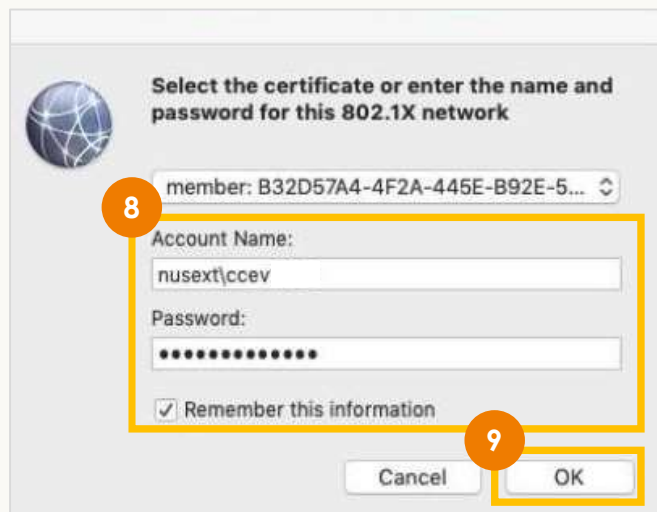 Select the certificate or enter the name and
password for this 802.1X network
member: B32D57A4-4F2A-445E-B92E-5...
8
Account Name:
nusext\ccev
Password:
•••••••••••••
Remember this information
9
Cancel
OK